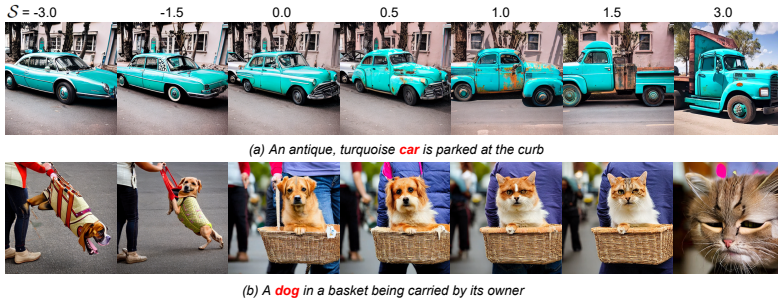 S = -3.0 -1.5 0.0 0.5 1.0 1.5 3.0
(a) An antique, turquoise car is parked at the curb
(b) A dog in a basket being carried by its owner